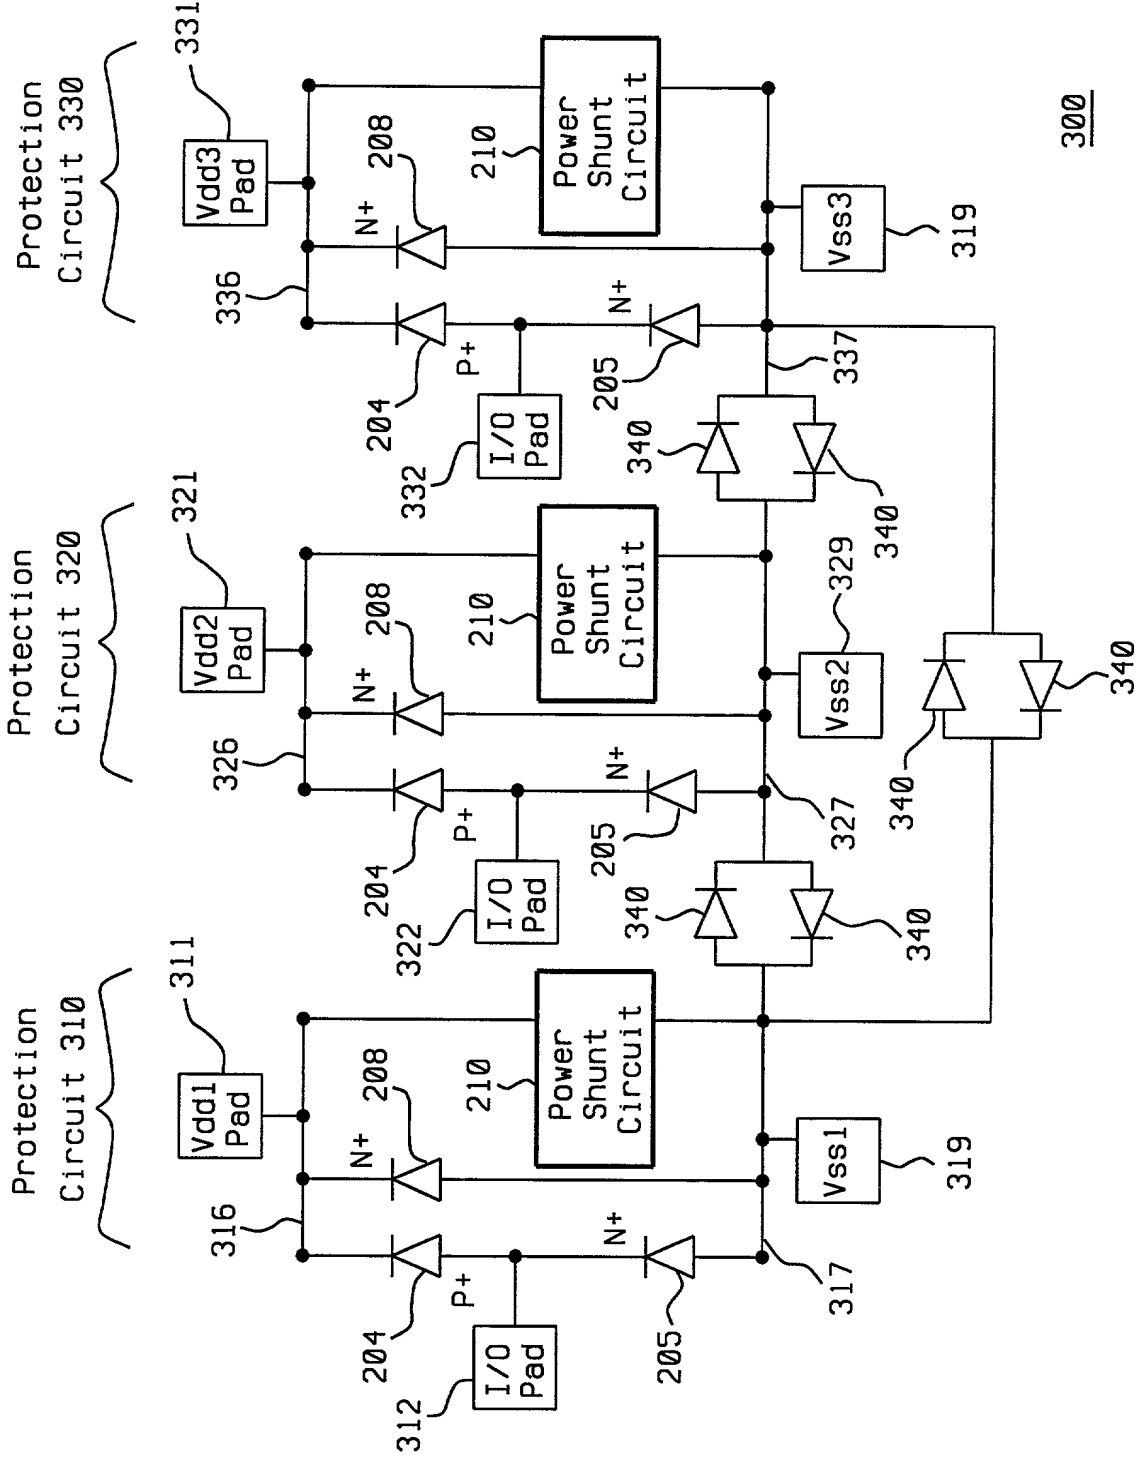 Protection
Circuit 310
311
Vdd1
Pad
316
N+
208
204
P+
312
I/O
Pad
210
Power
Shunt
Circuit
N+
205
317
Vss1
319
340
340
Protection
Circuit 320
321
Vdd2
Pad
326
N+
208
204
P+
322
I/O
Pad
210
Power
Shunt
Circuit
N+
205
327
Vss2
329
340
340
340
340
Protection
Circuit 330
331
Vdd3
Pad
336
N+
208
204
P+
332
I/O
Pad
210
Power
Shunt
Circuit
N+
205
337
Vss3
319
300